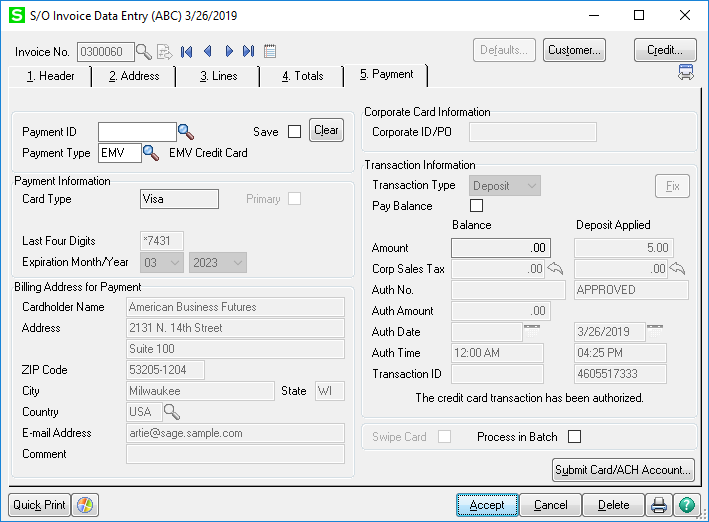 S S/O Invoice Data Entry (ABC) 3/26/2019
Invoice No. 0300060 Defaults... Customer... Credit...
1. Header 2. Address 3. Lines 4. Totals 5. Payment
Payment ID Save Clear
Payment Type EMV EMV Credit Card
Payment Information
Card Type Visa Primary
Last Four Digits *7431
Expiration Month/Year 03 2023
Billing Address for Payment
Cardholder Name American Business Futures
Address 2131 N. 14th Street
Suite 100
ZIP Code 53205-1204
City Milwaukee State WI
Country USA
E-mail Address artie@sage.sample.com
Comment
Corporate Card Information
Corporate ID/PO
Transaction Information
Transaction Type Deposit Fix
Pay Balance
Balance Deposit Applied
Amount .00 5.00
Corp Sales Tax .00 .00
Auth No. APPROVED
Auth Amount .00
Auth Date 3/26/2019
Auth Time 12:00 AM 04:25 PM
Transaction ID 4605517333
The credit card transaction has been authorized.
Swipe Card Process in Batch
Submit Card/ACH Account...
Quick Print Accept Cancel Delete ?